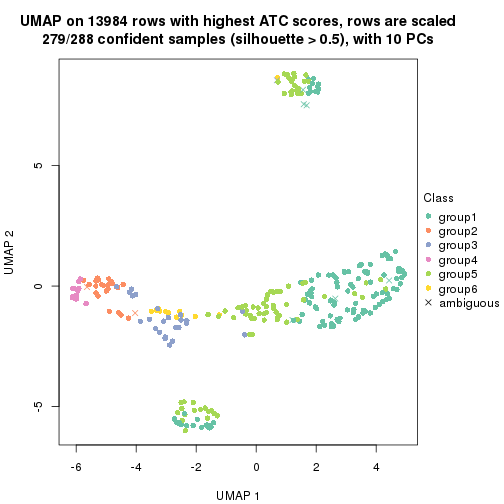 UMAP on 13984 rows with highest ATC scores, rows are scaled
279/288 confident samples (silhouette > 0.5), with 10 PCs
UMAP 2
5
0
-5
-6
-4
-2
0
2
4
UMAP 1
Class
group1
group2
group3
group4
group5
group6
ambiguous